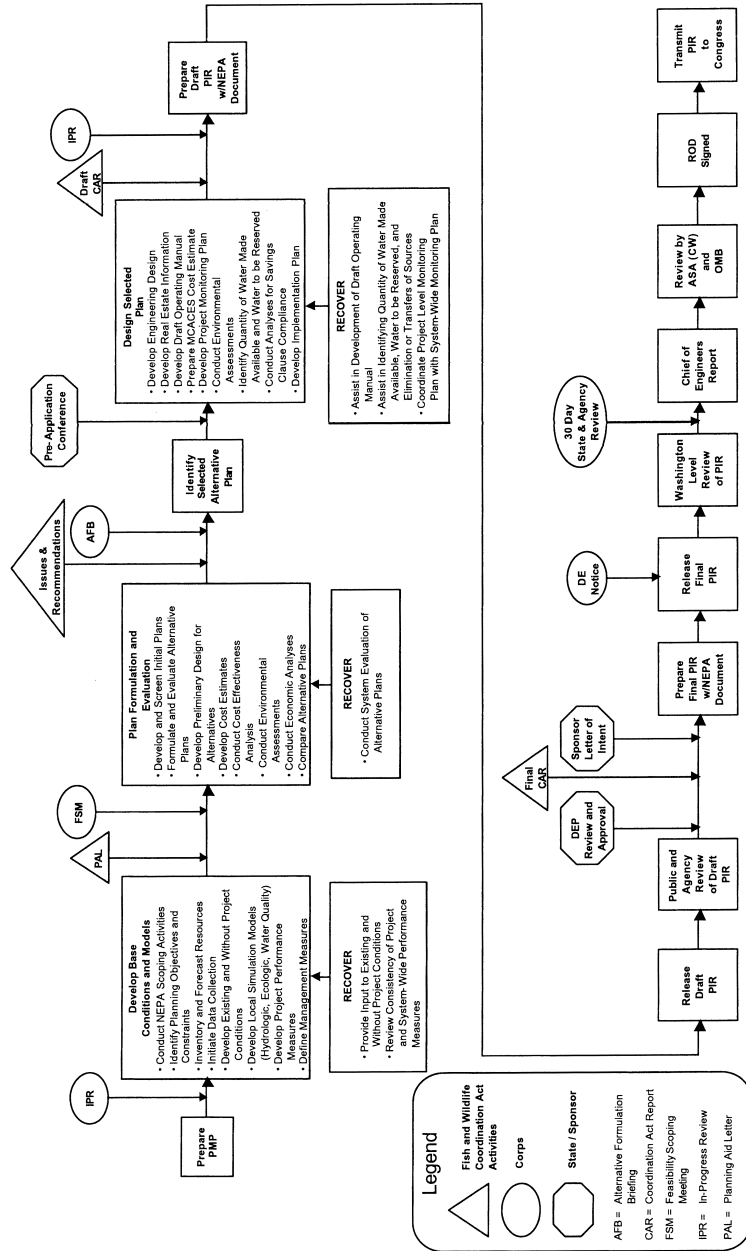 Prepare
PMP
IPR
Develop Base
Conditions and Models
• Conduct NEPA Scoping Activities
• Identify Planning Objectives and
Constraints
• Inventory and Forecast Resources
• Initiate Data Collection
• Develop Existing and Without Project
Conditions
• Develop Local Simulation Models
(Hydrologic, Ecologic, Water Quality)
• Develop Project Performance
Measures
• Define Management Measures
RECOVER
• Provide Input to Existing and
Without Project Conditions
• Review Consistency of Project
and System-Wide Performance
Measures
PAL
FSM
Plan Formulation and
Evaluation
• Develop and Screen Initial Plans
• Formulate and Evaluate Alternative
Plans
• Develop Preliminary Design for
Alternatives
• Develop Cost Estimates
• Conduct Cost Effectiveness
Analysis
• Conduct Environmental
Assessments
• Conduct Economic Analyses
• Compare Alternative Plans
RECOVER
• Conduct System Evaluation of
Alternative Plans
Issues &
Recommendations
AFB
Identify
Selected
Alternative
Plan
Pre-Application
Conference
Design Selected
Plan
• Develop Engineering Design
• Develop Real Estate Information
• Develop Draft Operating Manual
• Prepare MCACES Cost Estimate
• Develop Project Monitoring Plan
• Conduct Environmental
Assessments
• Identify Quantity of Water Made
Available and Water to be Reserved
• Conduct Analyses for Savings
Clause Compliance
• Develop Implementation Plan
RECOVER
• Assist in Development of Draft Operating
Manual
• Assist in Identifying Quantity of Water Made
Available, Water to be Reserved, and
Elimination or Transfers of Sources
• Coordinate Project Level Monitoring
Plan with System-Wide Monitoring Plan
Draft
CAR
IPR
Prepare
Draft
PIR
w/NEPA
Document
Release
Draft
PIR
Public and
Agency
Review
of Draft
PIR
DEP
Review and
Approval
Final
CAR
Sponsor
Letter of
Intent
Prepare
Final PIR
w/NEPA
Document
Release
Final
PIR
DE
Notice
Washington
Level
Review
of PIR
30 Day
State & Agency
Review
Chief of
Engineers
Report
Review by
ASA (CW)
and
OMB
ROD
Signed
Transmit
PIR
to
Congress
Legend
Fish and Wildlife
Coordination Act
Activities
Corps
State / Sponsor
AFB = Alternative Formulation
Briefing
CAR = Coordination Act Report
FSM = Feasibility Scoping
Meeting
IPR = In-Progress Review
PAL = Planning Aid Letter